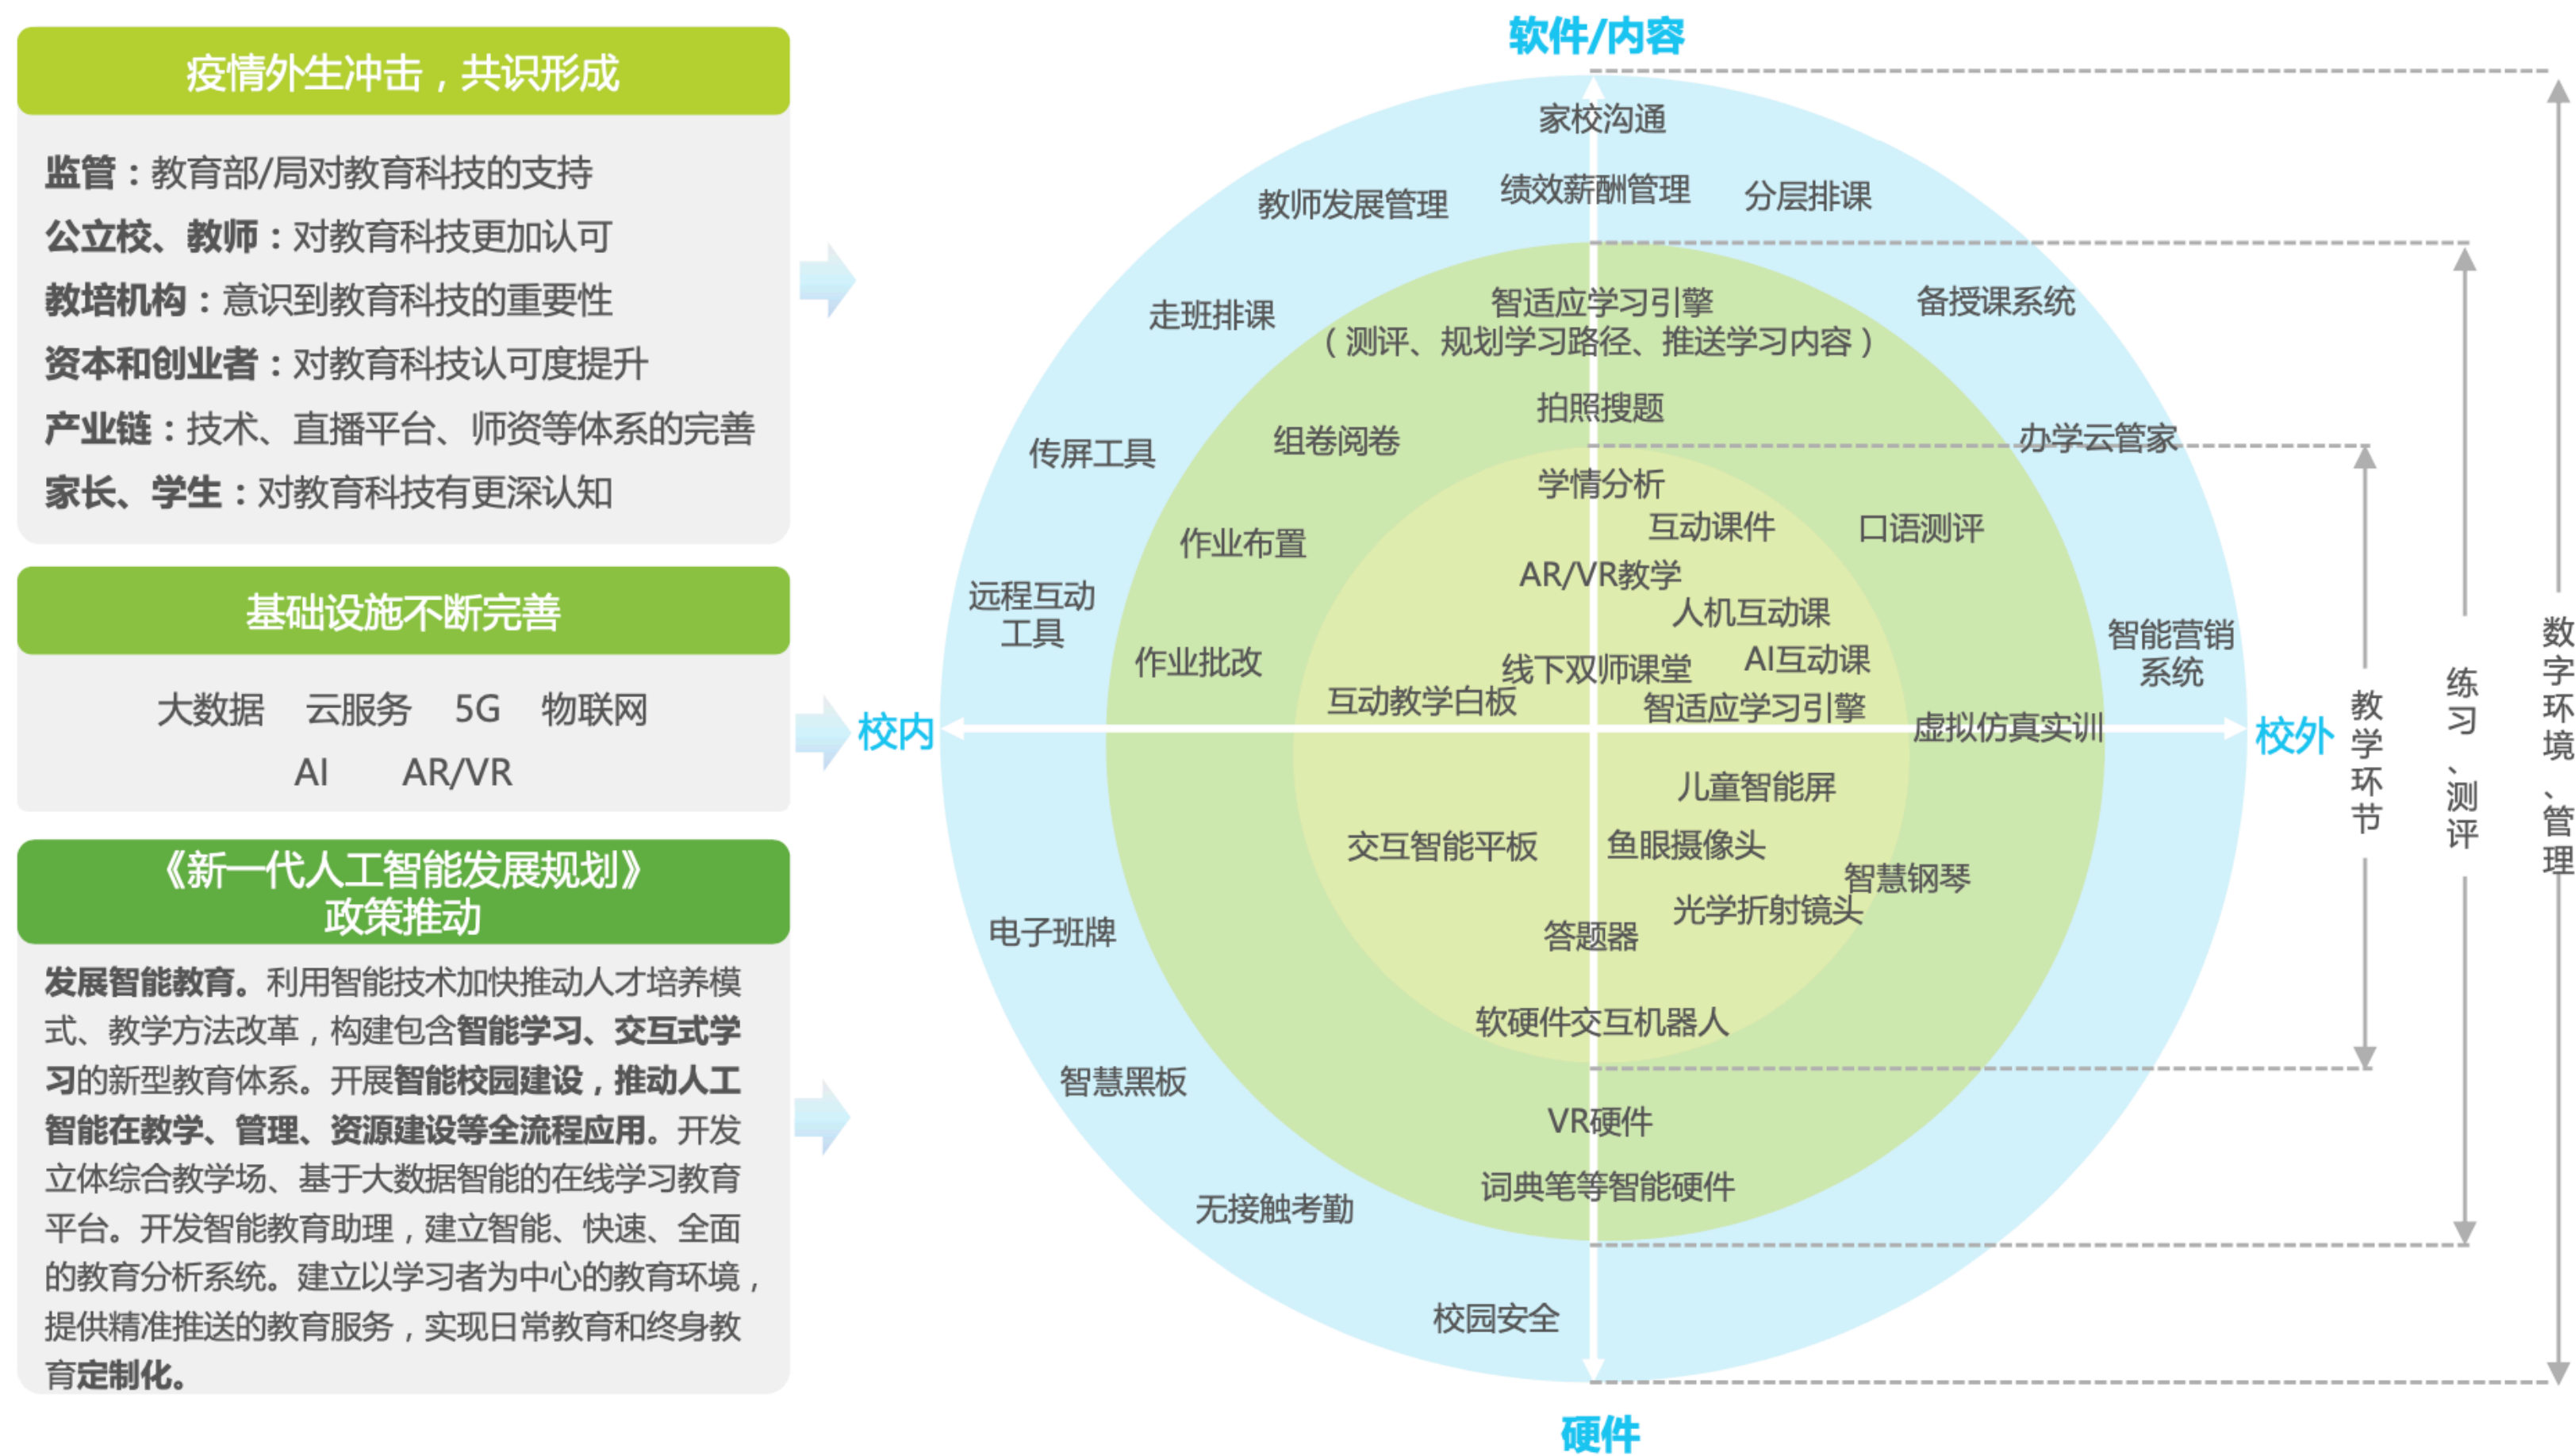 疫情外生冲击，共识形成
监管：教育部/局对教育科技的支持
公立校、教师：对教育科技更加认可
教培机构：意识到教育科技的重要性
资本和创业者：对教育科技认可度提升
产业链：技术、直播平台、师资等体系的完善
家长、学生：对教育科技有更深认知
基础设施不断完善
大数据 云服务 5G 物联网
AI AR/VR
《新一代人工智能发展规划》
政策推动
发展智能教育。利用智能技术加快推动人才培养模
式、教学方法改革，构建包含智能学习、交互式学
习的新型教育体系。开展智能校园建设，推动人工
智能在教学、管理、资源建设等全流程应用。开发
立体综合教学场、基于大数据智能的在线学习教育
平台。开发智能教育助理，建立智能、快速、全面
的教育分析系统。建立以学习者为中心的教育环境，
提供精准推送的教育服务，实现日常教育和终身教
育定制化。
软件/内容
家校沟通
教师发展管理
绩效薪酬管理
分层排课
走班排课
智适应学习引擎
（测评、规划学习路径、推送学习内容）
备授课系统
拍照搜题
组卷阅卷
传屏工具
办学云管家
学情分析
互动课件
口语测评
作业布置
AR/VR教学
远程互动
工具
人机互动课
作业批改
线下双师课堂
AI互动课
智能营销
系统
互动教学白板
智适应学习引擎
校内
虚拟仿真实训
校外
儿童智能屏
交互智能平板
鱼眼摄像头
智慧钢琴
光学折射镜头
电子班牌
答题器
软硬件交互机器人
智慧黑板
VR硬件
词典笔等智能硬件
无接触考勤
校园安全
硬件
教学环节
练习、测评
数字环境、管理